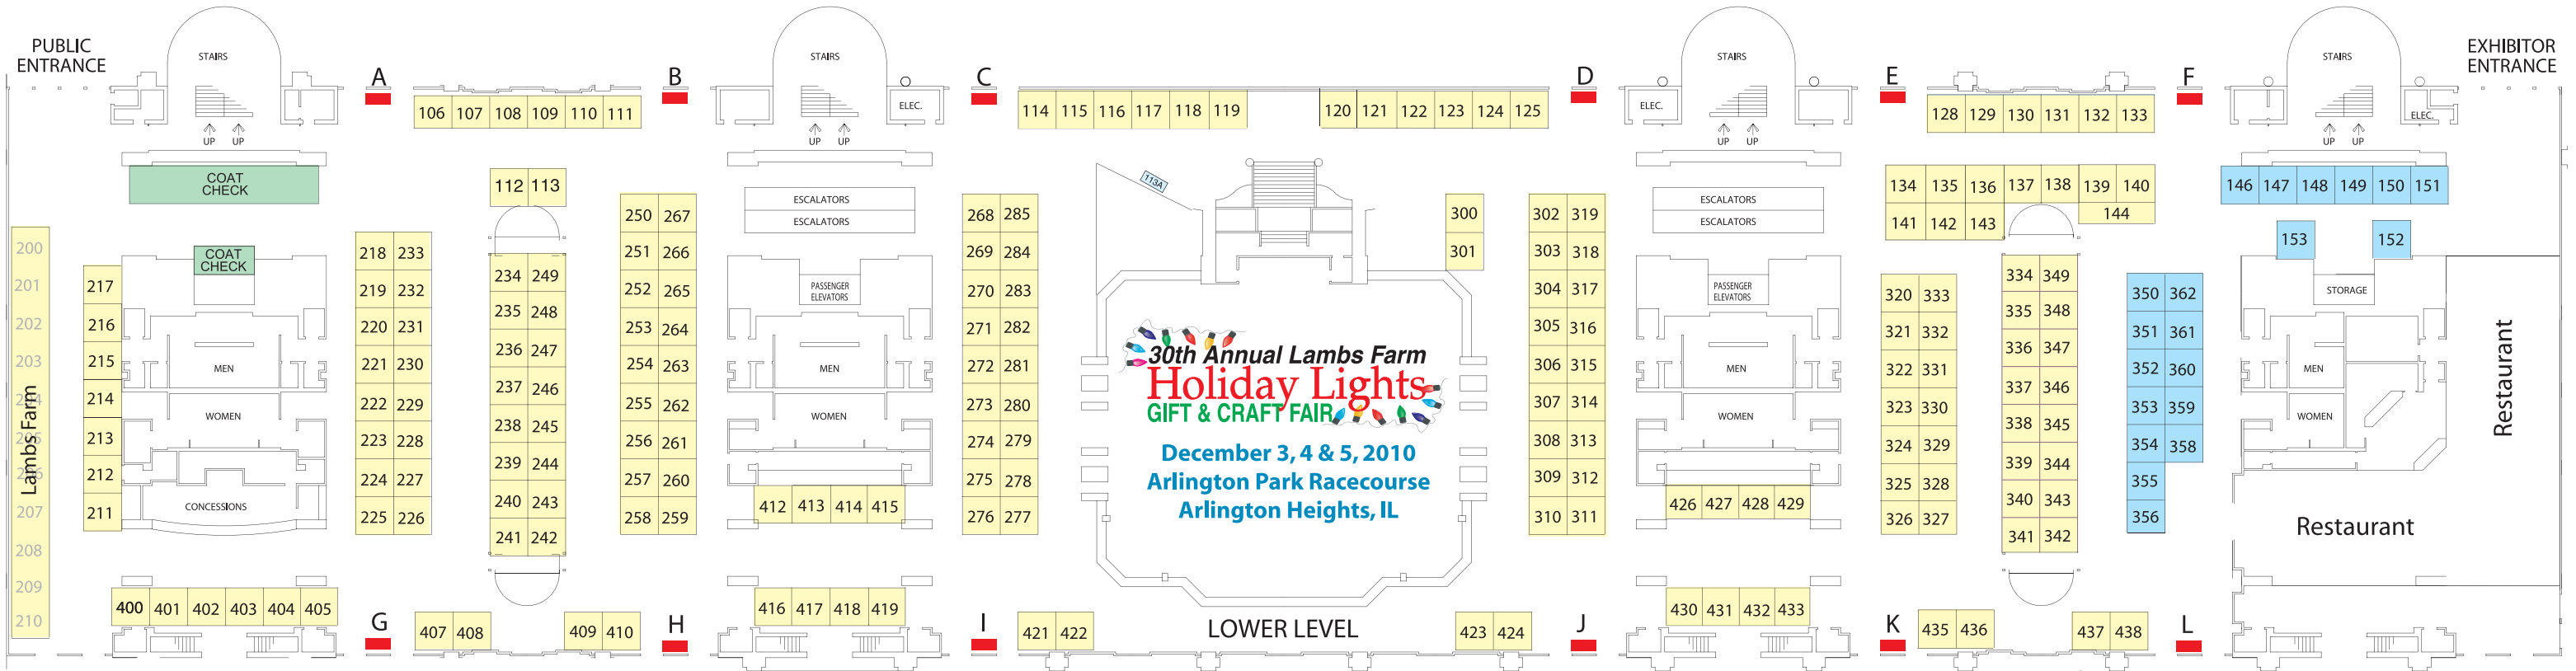 PUBLIC
ENTRANCE
STAIRS
UP UP
A
106 107 108 109 110 111
B
STAIRS
UP UP
ELEC.
C
114 115 116 117 118 119
120 121 122 123 124 125
D
STAIRS
ELEC.
UP UP
E
128 129 130 131 132 133
F
STAIRS
UP UP
ELEC.
EXHIBITOR
ENTRANCE
COAT
CHECK
COAT
CHECK
112 113
ESCALATORS
ESCALATORS
113A
ESCALATORS
ESCALATORS
134 135 136 137 138 139 140
141 142 143 144
146 147 148 149 150 151
153 152
200
201
202
203
204
205
206
207
208
209
210
Lambs Farm
217
216
215
214
213
212
211
MEN
WOMEN
CONCESSIONS
218 233
219 232
220 231
221 230
222 229
223 228
224 227
225 226
234 249
235 248
236 247
237 246
238 245
239 244
240 243
241 242
250 267
251 266
252 265
253 264
254 263
255 262
256 261
257 260
258 259
PASSENGER
ELEVATORS
MEN
WOMEN
412 413 414 415
268 285
269 284
270 283
271 282
272 281
273 280
274 279
275 278
276 277
30th Annual Lambs Farm
Holiday Lights
GIFT & CRAFT FAIR
December 3, 4 & 5, 2010
Arlington Park Racecourse
Arlington Heights, IL
300
301
302 319
303 318
304 317
305 316
306 315
307 314
308 313
309 312
310 311
PASSENGER
ELEVATORS
MEN
WOMEN
426 427 428 429
320 333
321 332
322 331
323 330
324 329
325 328
326 327
334 349
335 348
336 347
337 346
338 345
339 344
340 343
341 342
350 362
351 361
352 360
353 359
354 358
355
356
STORAGE
MEN
WOMEN
Restaurant
Restaurant
400 401 402 403 404 405
G
407 408
409 410
H
416 417 418 419
I
421 422
LOWER LEVEL
423 424
J
430 431 432 433
K
435 436
437 438
L